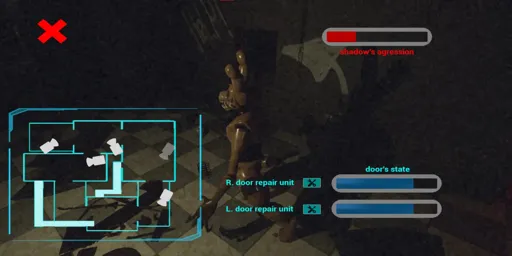 shadow's agression
door's state
R. door repair unit
L. door repair unit